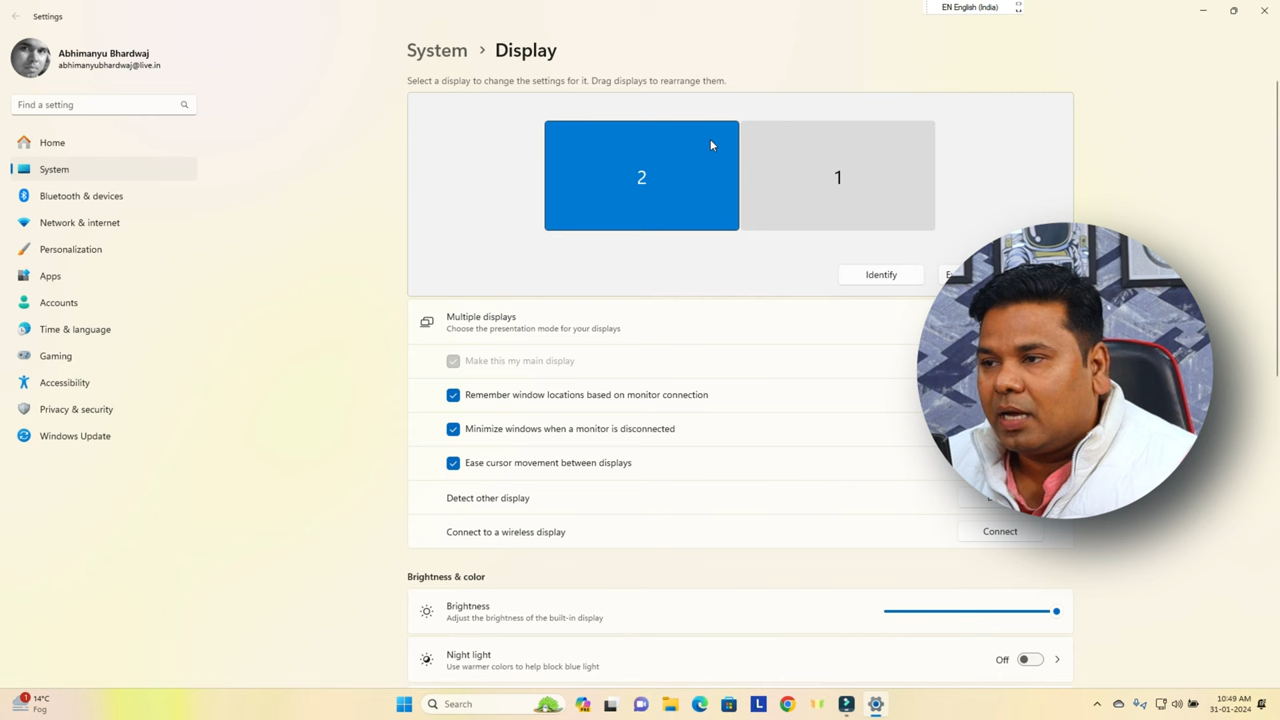 Settings
EN English (India)
Abhimanyu Bhardwaj
abhimanyubhardwaj@live.in
Find a setting
Home
System
Bluetooth & devices
Network & internet
Personalization
Apps
Accounts
Time & language
Gaming
Accessibility
Privacy & security
Windows Update
System > Display
Select a display to change the settings for it. Drag displays to rearrange them.
2
1
Identify
Multiple displays
Choose the presentation mode for your displays
Make this my main display
Remember window locations based on monitor connection
Minimize windows when a monitor is disconnected
Ease cursor movement between displays
Detect other display
Connect to a wireless display
Connect
Brightness & color
Brightness
Adjust the brightness of the built-in display
Night light
Use warmer colors to help block blue light
Off
1
14°C
Fog
Search
L
10:49 AM
31-01-2024